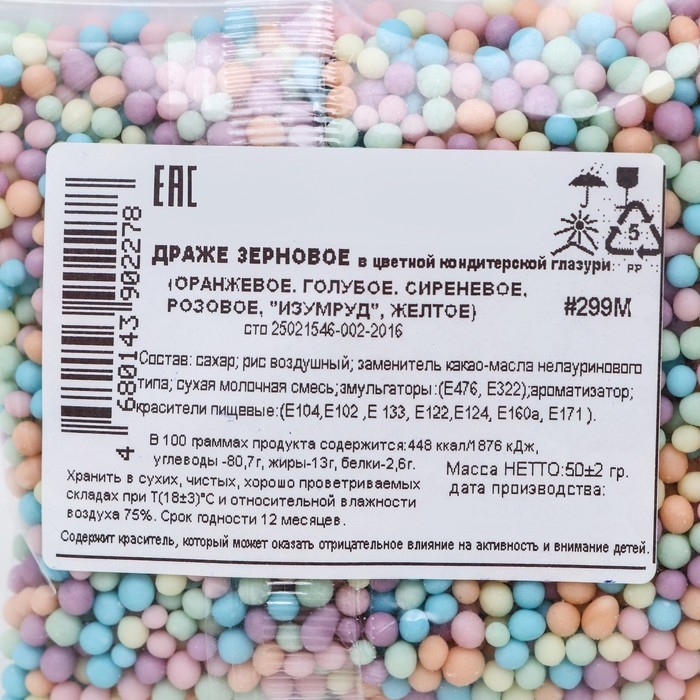 EAC
ДРАЖЕ ЗЕРНОВОЕ в цветной кондитерской глазури
(ОРАНЖЕВОЕ. ГОЛУБОЕ. СИРЕНЕВОЕ,
РОЗОВОЕ, "ИЗУМРУД", ЖЕЛТОЕ)
#299М
сто 25021546-002-2016
5
PP
4 680143 902278
Состав: сахар; рис воздушный; заменитель какао-масла нелауринового
типа; сухая молочная смесь;эмульгаторы:(Е476, Е322);ароматизатор;
красители пищевые:(Е104,Е102 ,Е 133, Е122,Е124, Е160а, Е171 ).
В 100 граммах продукта содержится:448 ккал/1876 кДж,
углеводы -80,7г, жиры-13г, белки-2,6г.
Масса НЕТТО:50±2 гр.
дата производства:
Хранить в сухих, чистых, хорошо проветриваемых
складах при Т(18±3)°С и относительной влажности
воздуха 75%. Срок годности 12 месяцев.
Содержит краситель, который может оказать отрицательное влияние на активность и внимание детей.